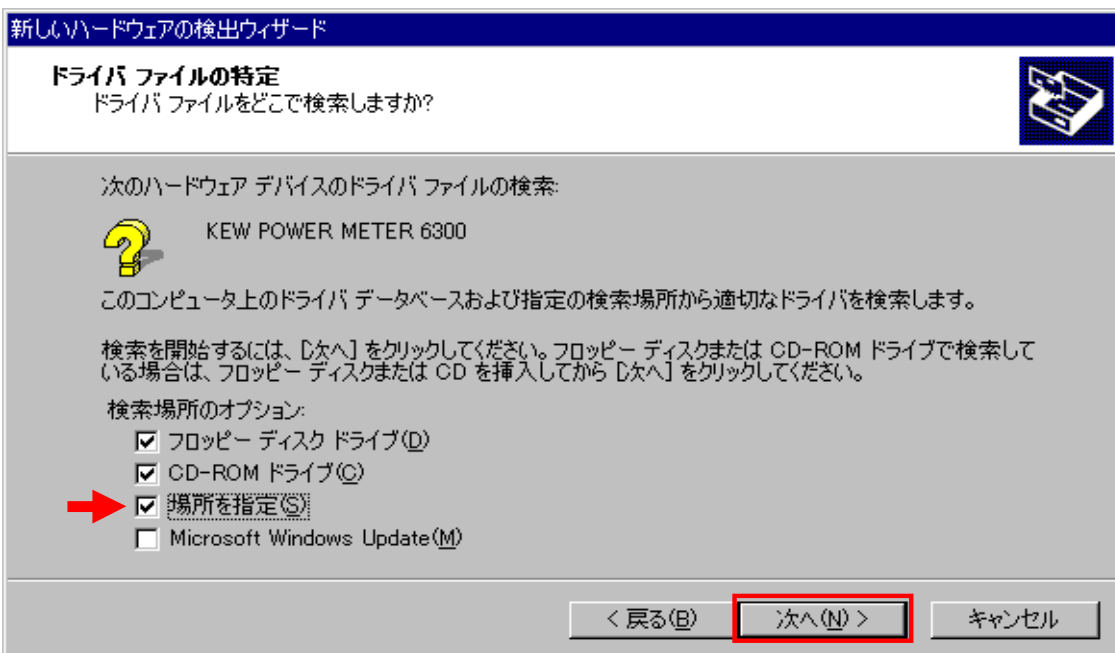 新しいハードウェアの検出ウィザード
ドライバ ファイルの特定
ドライバ ファイルをどこで検索しますか?
次のハードウェア デバイスのドライバ ファイルの検索:
KEW POWER METER 6300
このコンピュータ上のドライバ データベースおよび指定の検索場所から適切なドライバを検索します。
検索を開始するには、[次へ] をクリックしてください。フロッピー ディスクまたは CD-ROM ドライブで検索して
いる場合は、フロッピー ディスクまたは CD を挿入してから [次へ] をクリックしてください。
検索場所のオプション:
フロッピー ディスク ドライブ(D)
CD-ROM ドライブ(C)
場所を指定(S)
Microsoft Windows Update(M)
< 戻る(B) 次へ(N) > キャンセル